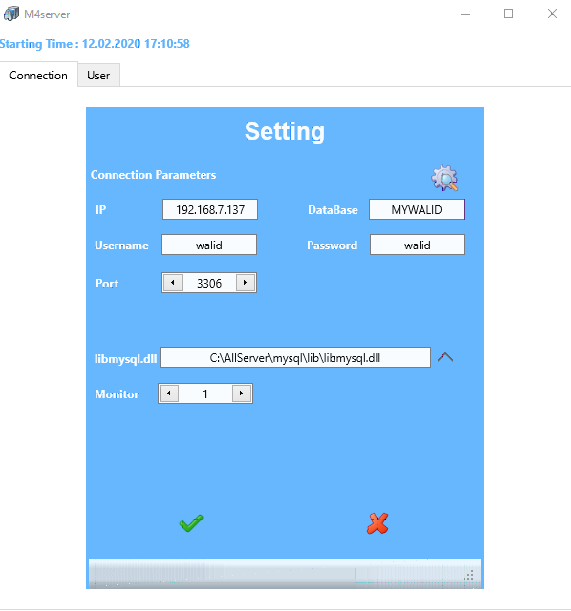 M4server
Starting Time : 12.02.2020 17:10:58
Connection User
Setting
Connection Parameters
IP 192.168.7.137 DataBase MYWALID
Username walid Password walid
Port 3306
libmysql.dll C:\AllServer\mysql\lib\libmysql.dll
Monitor 1